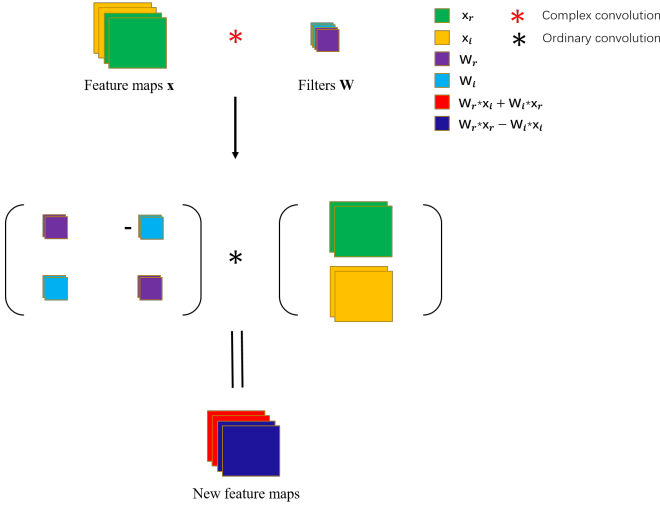 x_r * Complex convolution
x_i * Ordinary convolution
W_r
W_i
W_r*x_i + W_i*x_r
W_r*x_r − W_i*x_i
*
Feature maps x
Filters W
-
*
New feature maps